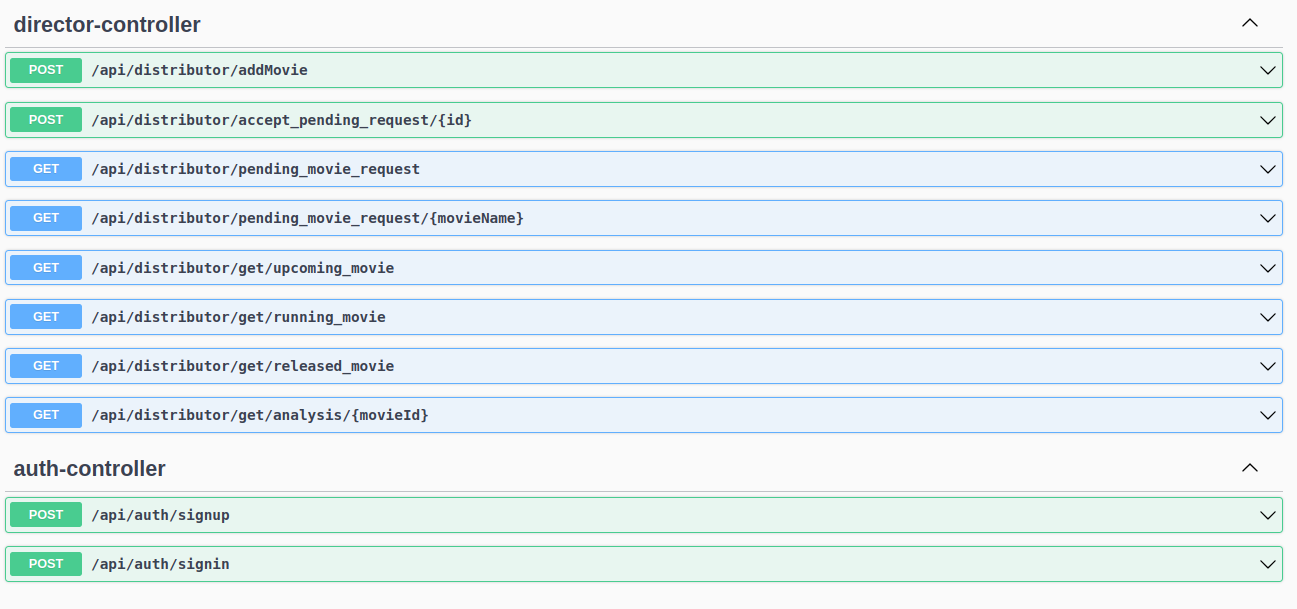 director-controller
POST /api/distributor/addMovie
POST /api/distributor/accept_pending_request/{id}
GET /api/distributor/pending_movie_request
GET /api/distributor/pending_movie_request/{movieName}
GET /api/distributor/get/upcoming_movie
GET /api/distributor/get/running_movie
GET /api/distributor/get/released_movie
GET /api/distributor/get/analysis/{movieId}
auth-controller
POST /api/auth/signup
POST /api/auth/signin